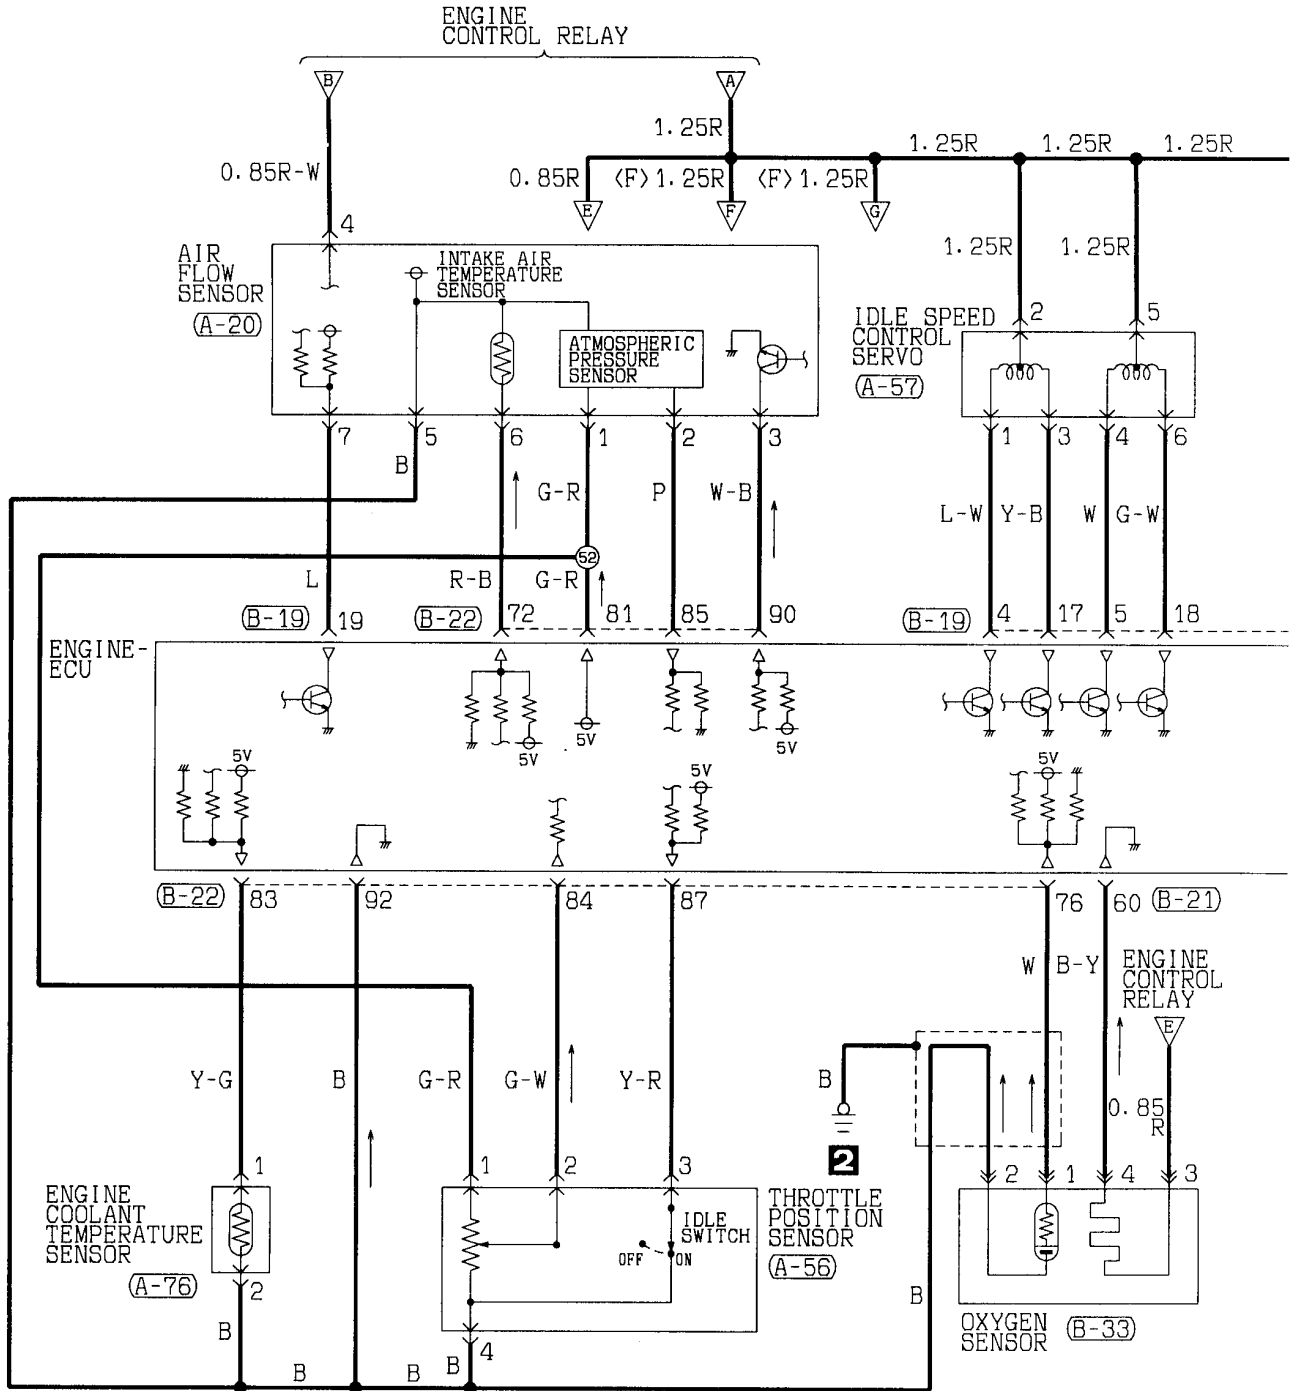 ENGINE
CONTROL RELAY
B
A
1.25R
1.25R
1.25R
1.25R
0.85R-W
0.85R
<F>1.25R
<F>1.25R
E
F
G
4
AIR
FLOW
SENSOR
A-20
INTAKE AIR
TEMPERATURE
SENSOR
ATMOSPHERIC
PRESSURE
SENSOR
1.25R
1.25R
2
5
IDLE SPEED
CONTROL
SERVO
A-57
7
5
6
1
2
3
1
3
4
6
B
G-R
P
W-B
L-W
Y-B
W
G-W
52
L
R-B
G-R
B-19
19
B-22
72
81
85
90
B-19
4
17
5
18
ENGINE-
ECU
5V
5V
5V
5V
5V
5V
B-22
83
92
84
87
76
60
B-21
W
B-Y
ENGINE
CONTROL
RELAY
E
Y-G
B
G-R
G-W
Y-R
B
0.85
R
2
1
1
2
3
2
1
4
3
ENGINE
COOLANT
TEMPERATURE
SENSOR
A-76
IDLE
SWITCH
OFF
ON
THROTTLE
POSITION
SENSOR
A-56
2
B
4
B
B
B
B
OXYGEN
SENSOR
B-33